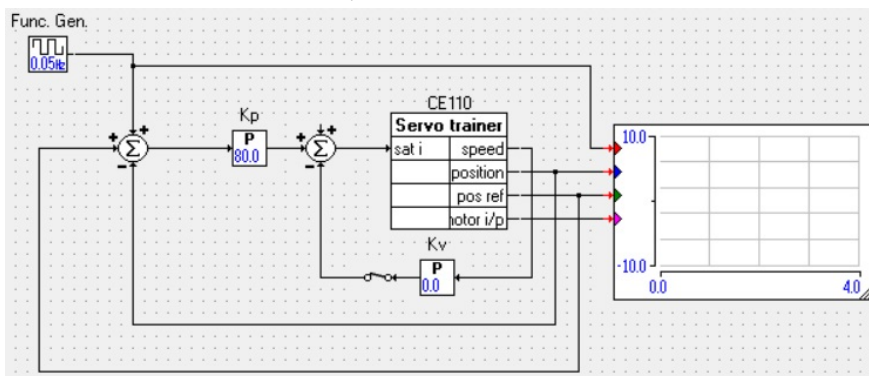 Func. Gen.
0.05Hz
Kp
P
80.0
Σ
Σ
CE110
Servo trainer
sat i speed
position
pos ref
motor i/p
Kv
P
0.0
10.0
-10.0
0.0 4.0